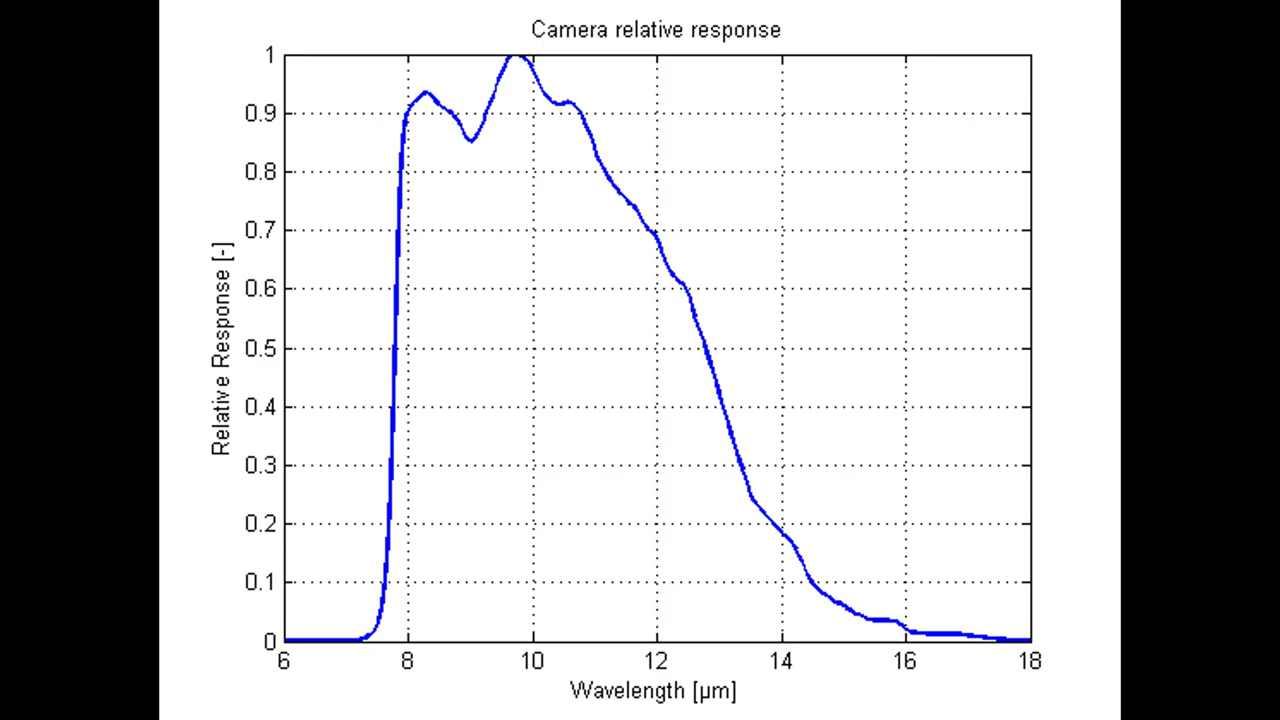 Camera relative response
1
0.9
0.8
0.7
0.6
0.5
0.4
0.3
0.2
0.1
0
Relative Response [-]
6 8 10 12 14 16 18
Wavelength [µm]